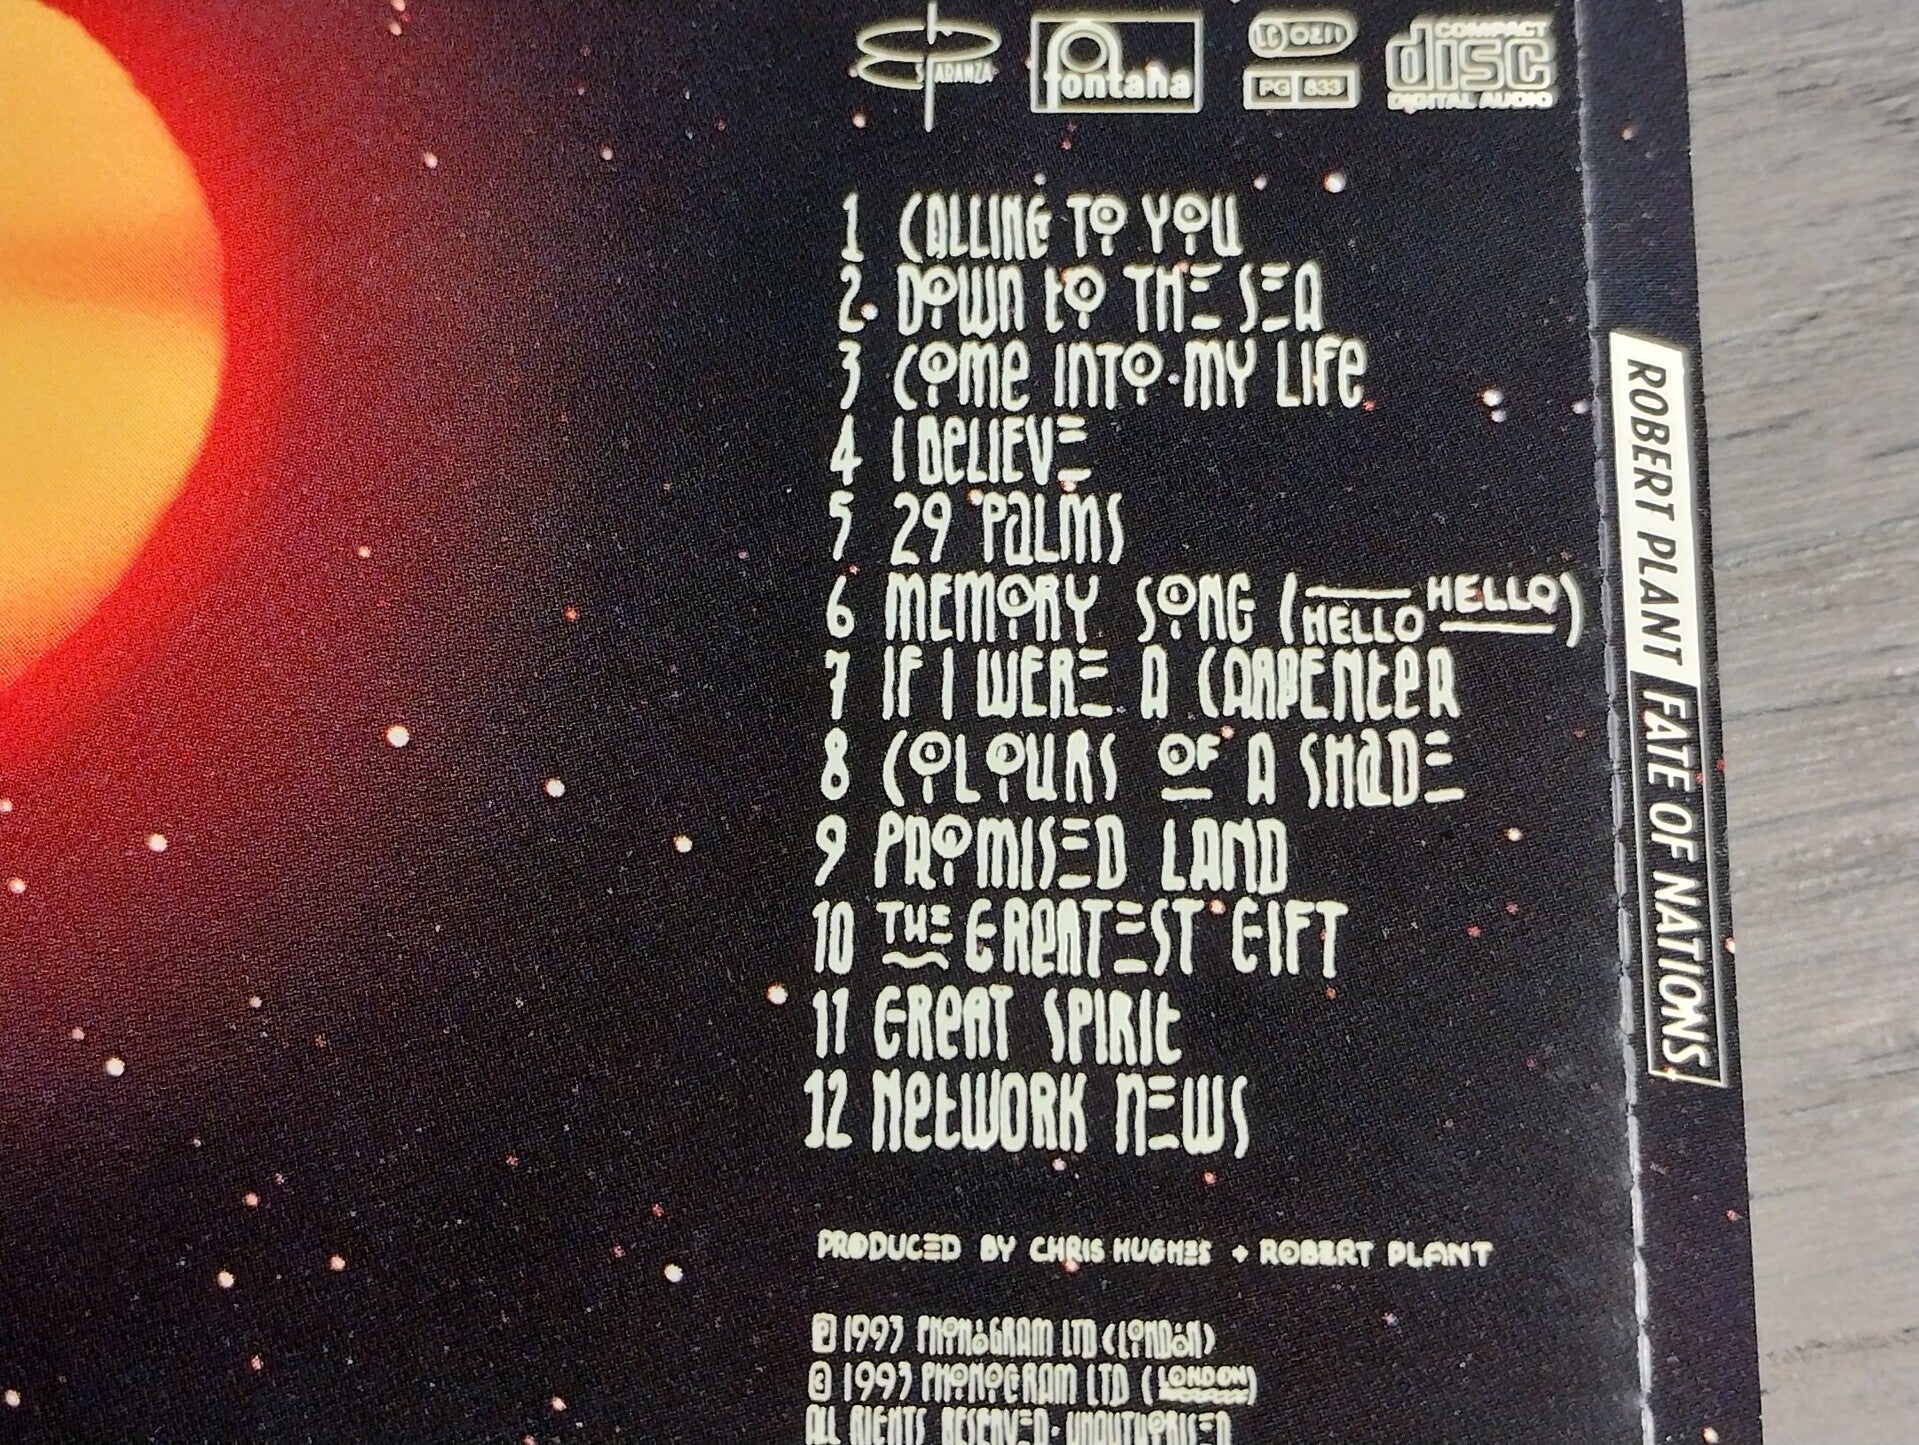 ESPARANZA fontana LC 0211 COMPACT
PG 833 disc
DIGITAL AUDIO
1 CALLING TO YOU
2 DOWN tO THE SEA
3 COMe INTO MY LIFe
4 I BeLIEVE
5 29 PaLMS
6 MEMORY SONG (HELLO HELLO)
7 IF I WERE A CARPENteR
8 COLOURS OF A SHaDE
9 PROMISED LAND
10 THE GReATEST GIFT
11 GReAT SPIRIt
12 NetWORK NEWS
PRODUCED BY CHRIS HUGHES + ROBERT PLANT
℗ 1993 PHONOGRAM LTD (LONDON)
© 1993 PHONOGRAM LTD (LONDON)
ALL RIGHTS RESERVED. UNAUTHORISED
ROBERT PLANT FATE OF NATIONS